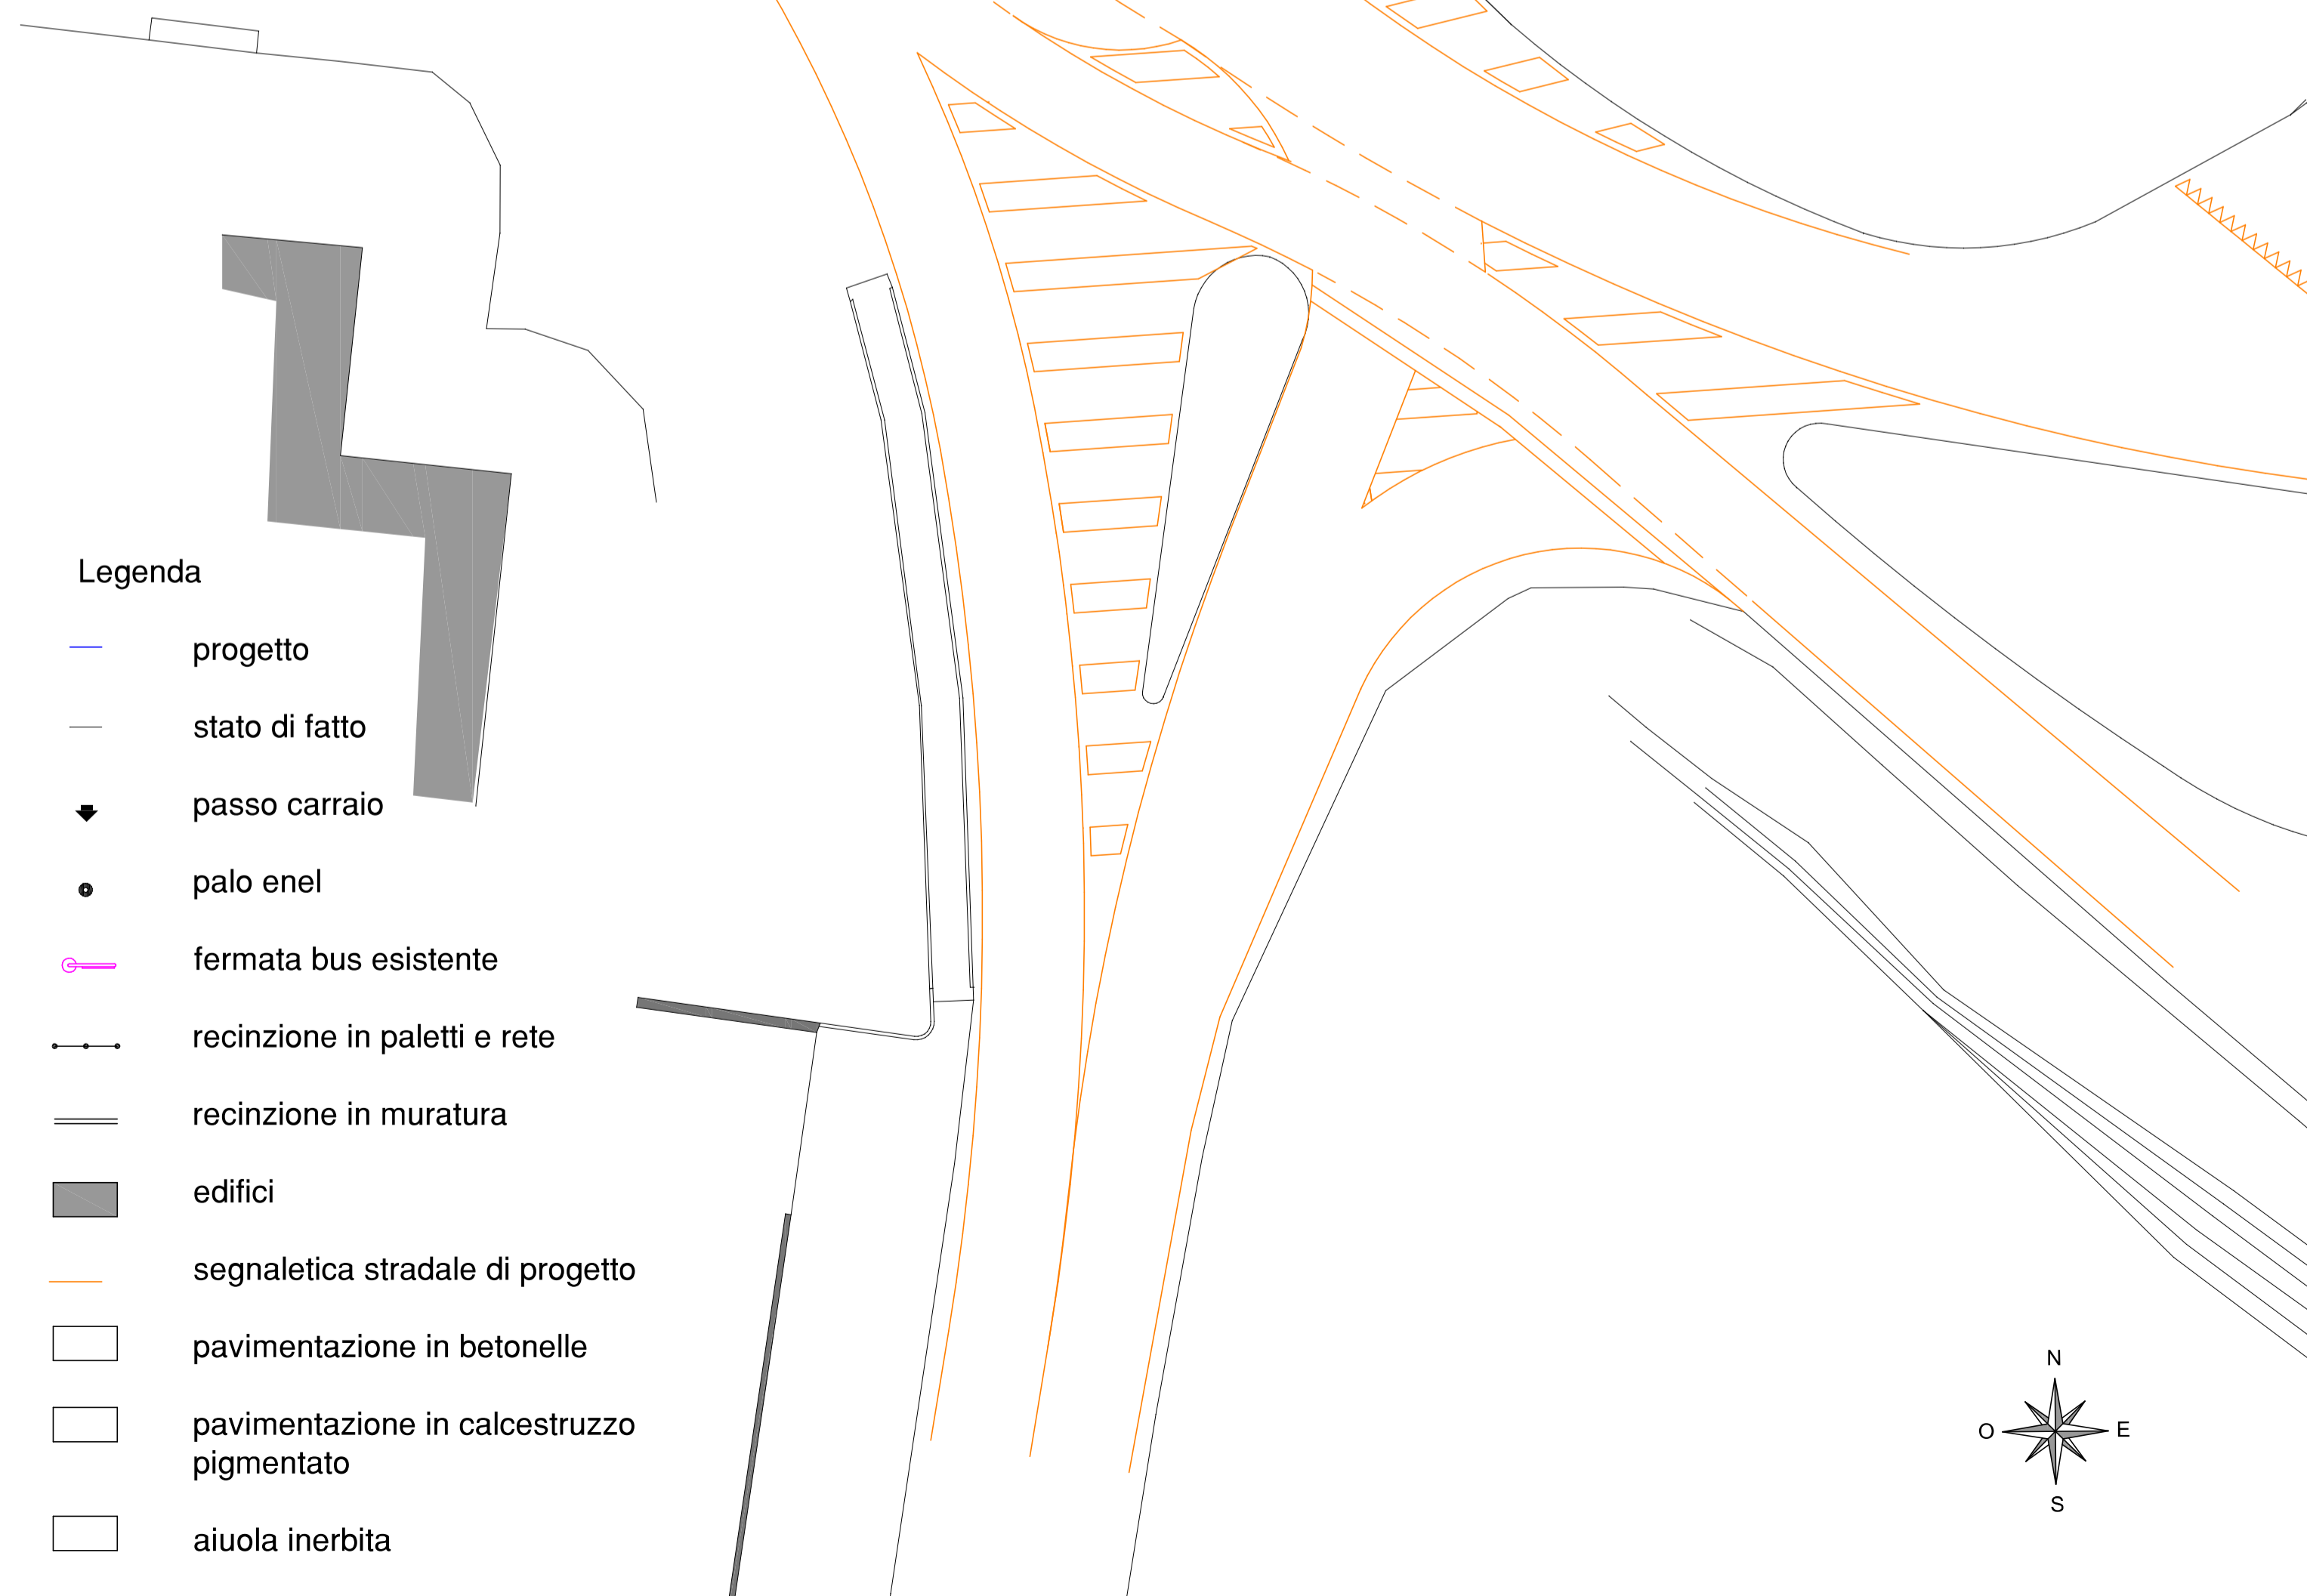 Legenda
progetto
stato di fatto
passo carraio
palo enel
fermata bus esistente
recinzione in paletti e rete
recinzione in muratura
edifici
segnaletica stradale di progetto
pavimentazione in betonelle
pavimentazione in calcestruzzo
pigmentato
aiuola inerbita
N
O
E
S